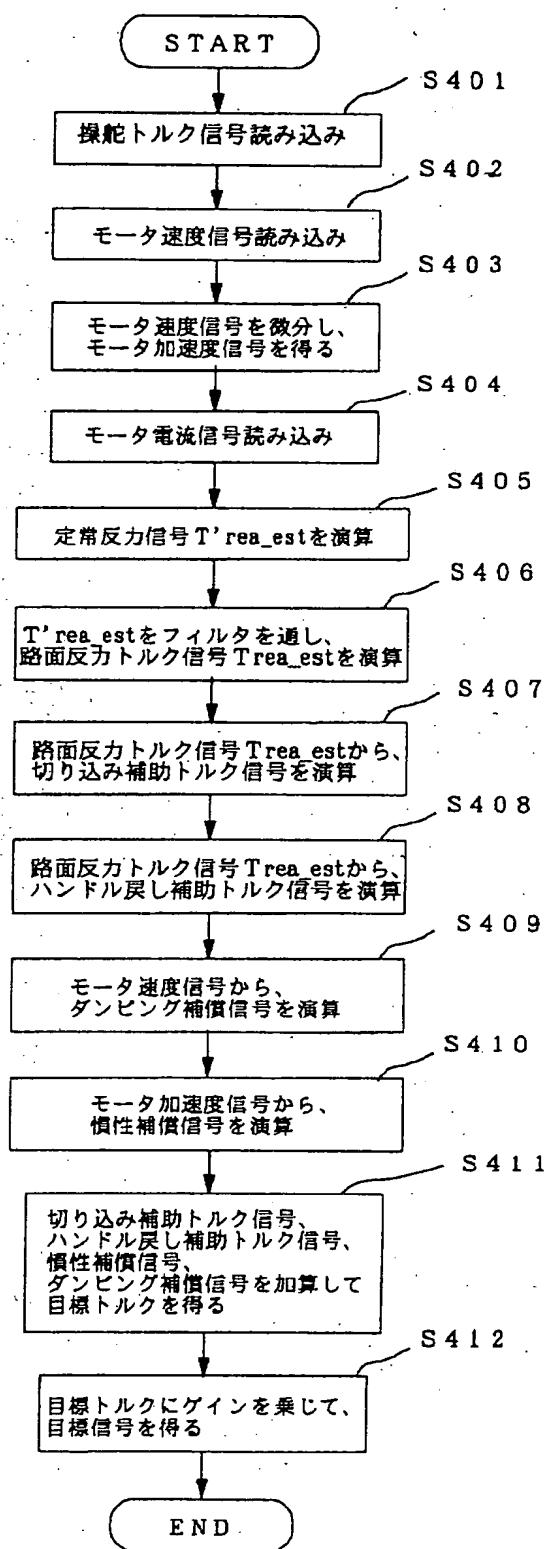 START
S401
操舵トルク信号読み込み
S402
モータ速度信号読み込み
S403
モータ速度信号を微分し、
モータ加速度信号を得る
S404
モータ電流信号読み込み
S405
定常反力信号T'rea_estを演算
S406
T'rea_estをフィルタを通し、
路面反力トルク信号Trea_estを演算
S407
路面反力トルク信号Trea_estから、
切り込み補助トルク信号を演算
S408
路面反力トルク信号Trea_estから、
ハンドル戻し補助トルク信号を演算
S409
モータ速度信号から、
ダンピング補償信号を演算
S410
モータ加速度信号から、
慣性補償信号を演算
S411
切り込み補助トルク信号、
ハンドル戻し補助トルク信号、
慣性補償信号、
ダンピング補償信号を加算して
目標トルクを得る
S412
目標トルクにゲインを乗じて、
目標信号を得る
END